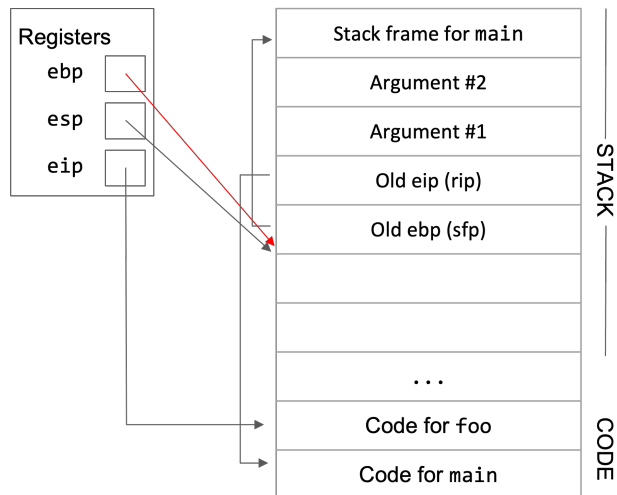 Registers
ebp
esp
eip
Stack frame for main
Argument #2
Argument #1
Old eip (rip)
Old ebp (sfp)
...
Code for foo
Code for main
STACK
CODE